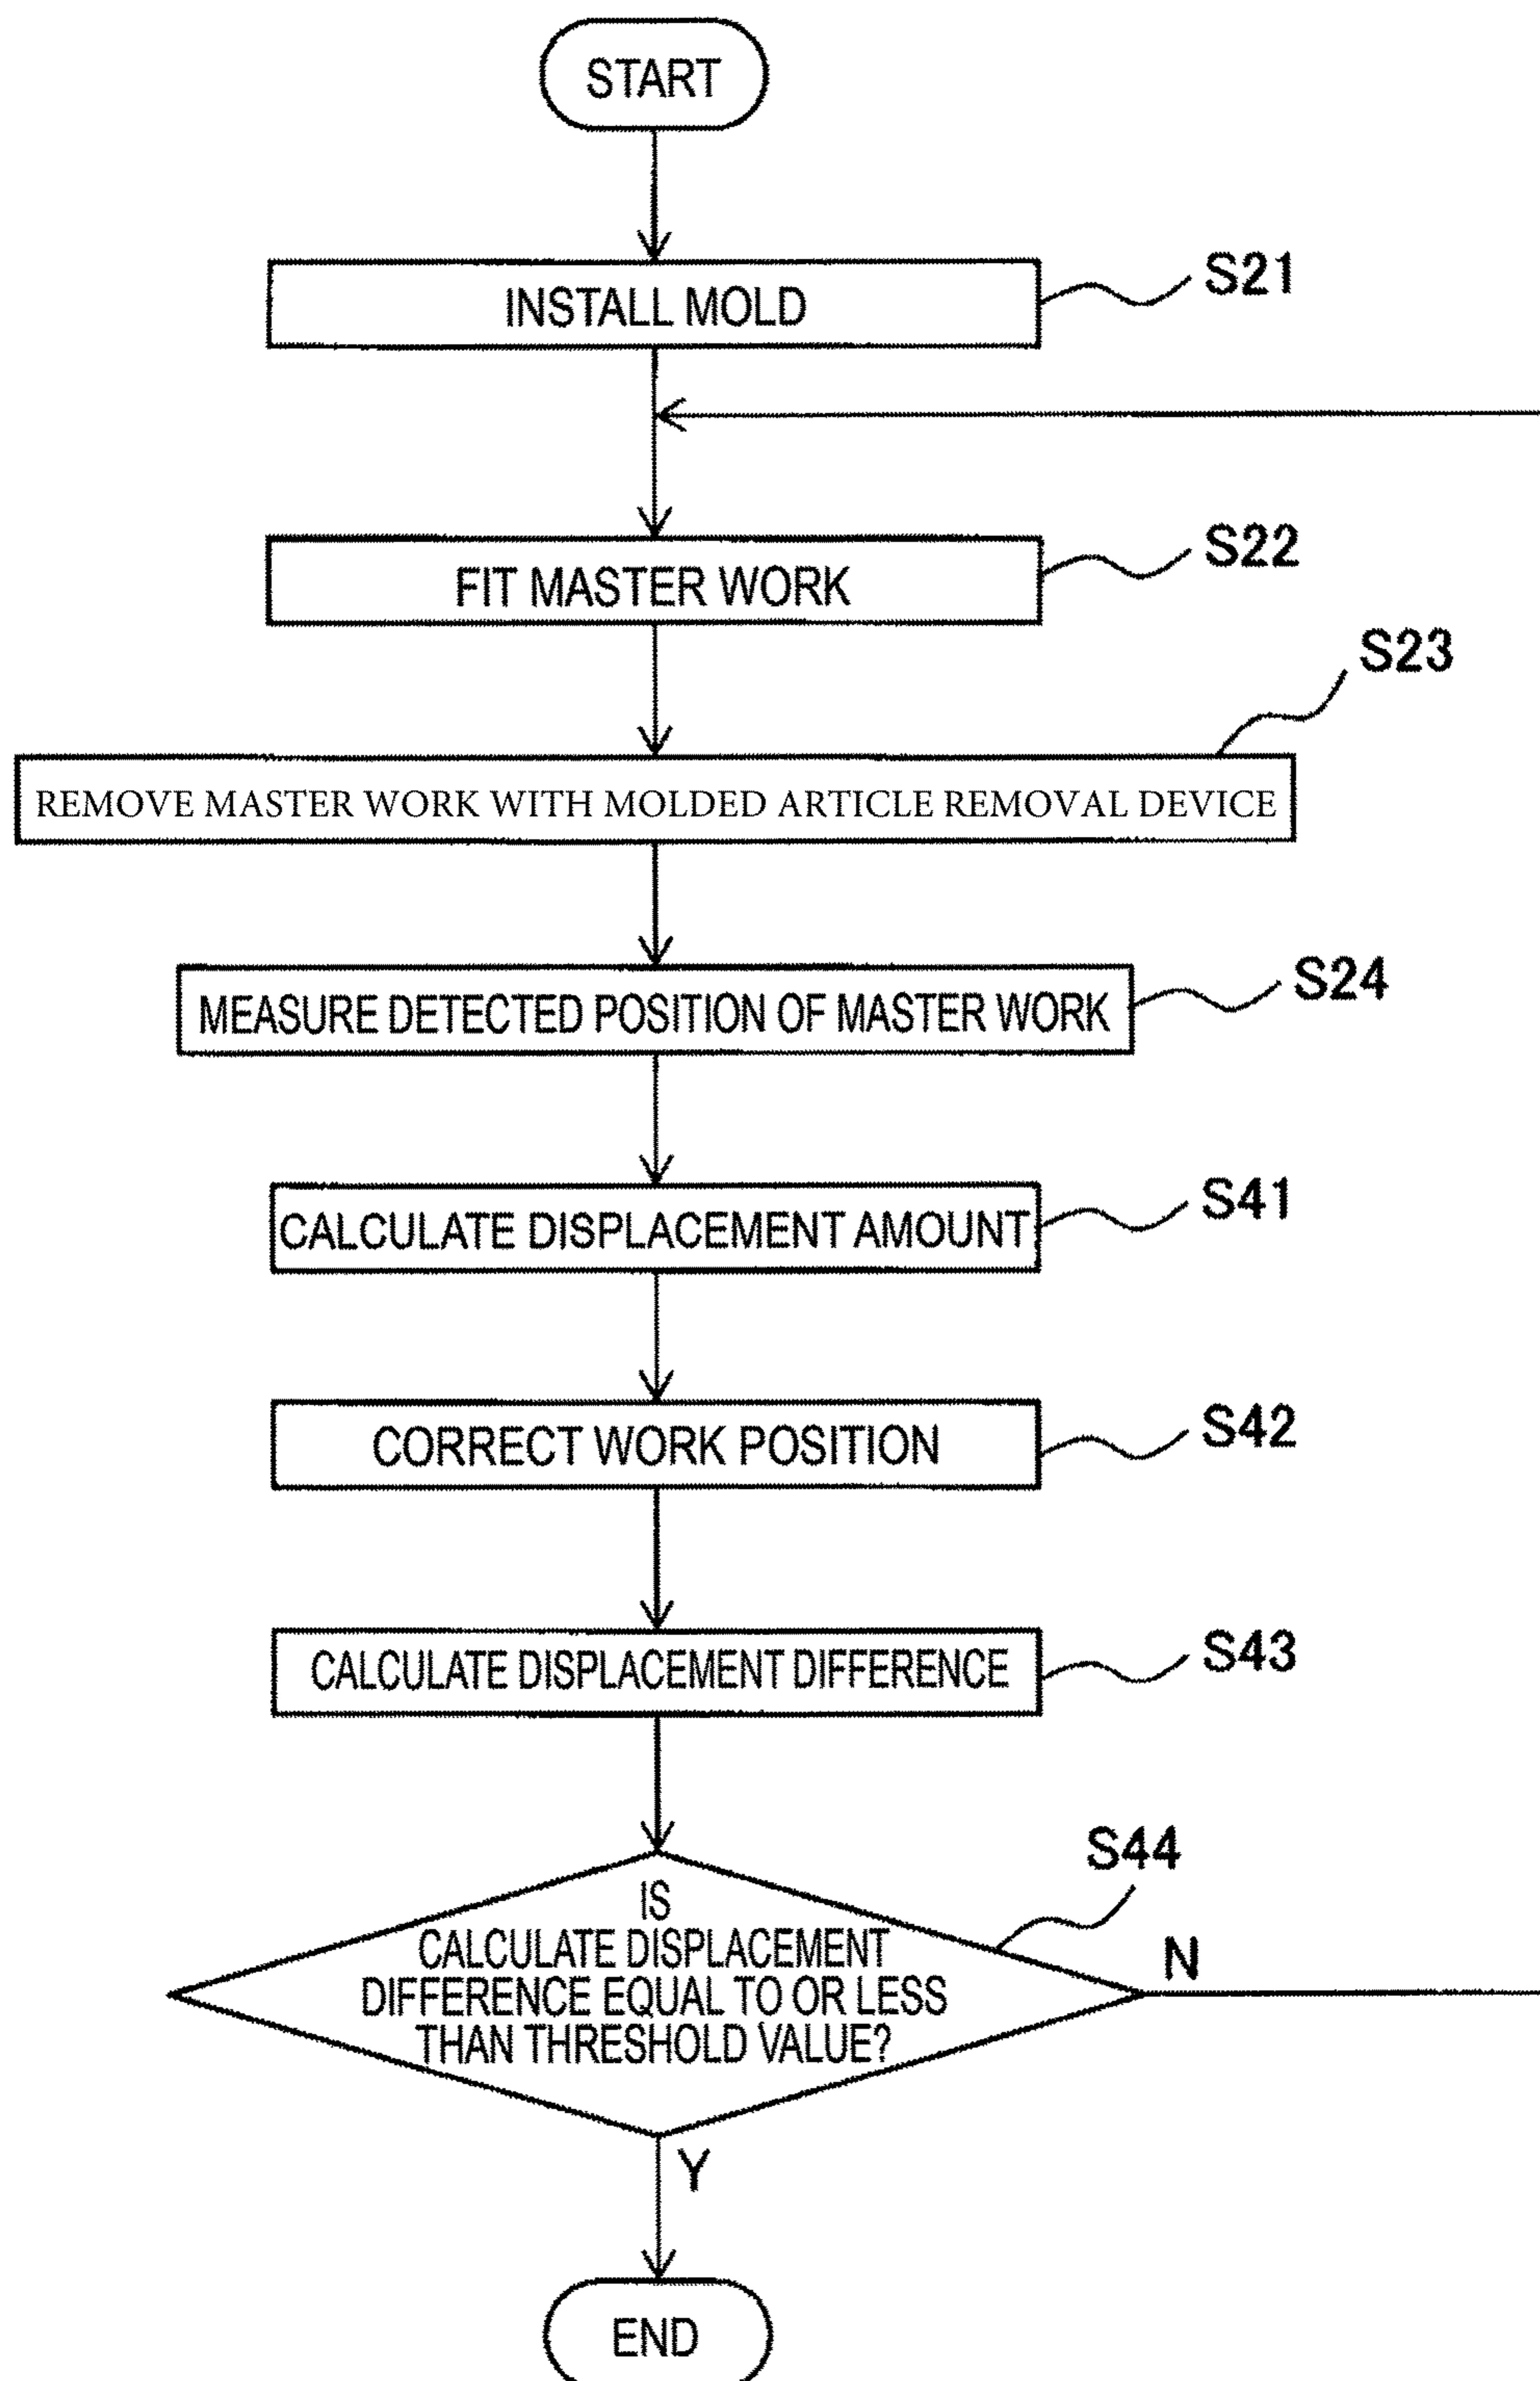 START
INSTALL MOLD
S21
FIT MASTER WORK
S22
S23
REMOVE MASTER WORK WITH MOLDED ARTICLE REMOVAL DEVICE
MEASURE DETECTED POSITION OF MASTER WORK
S24
CALCULATE DISPLACEMENT AMOUNT
S41
CORRECT WORK POSITION
S42
CALCULATE DISPLACEMENT DIFFERENCE
S43
S44
IS
CALCULATE DISPLACEMENT
DIFFERENCE EQUAL TO OR LESS
THAN THRESHOLD VALUE?
N
Y
END